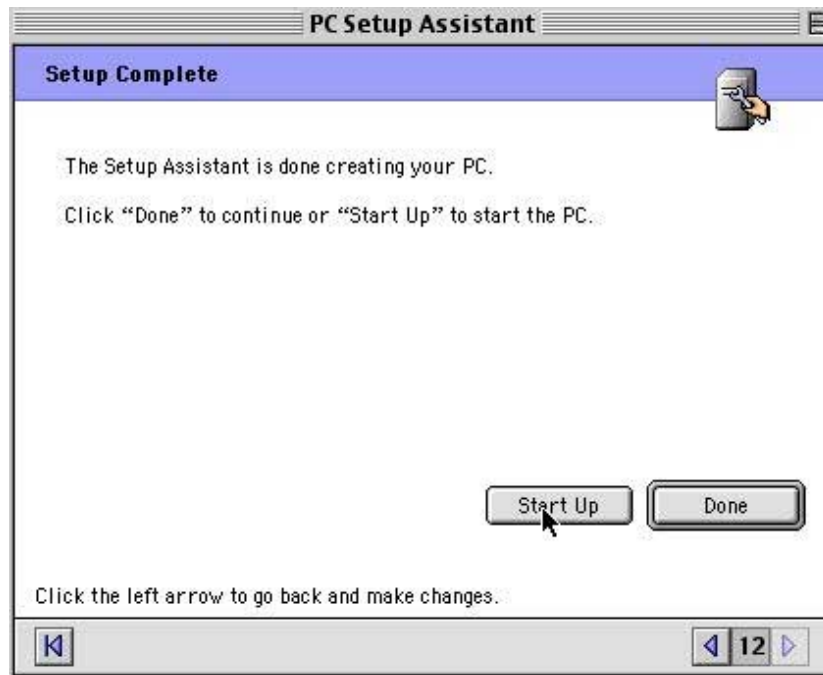 PC Setup Assistant
Setup Complete
The Setup Assistant is done creating your PC.
Click “Done” to continue or “Start Up” to start the PC.
Start Up
Done
Click the left arrow to go back and make changes.
12